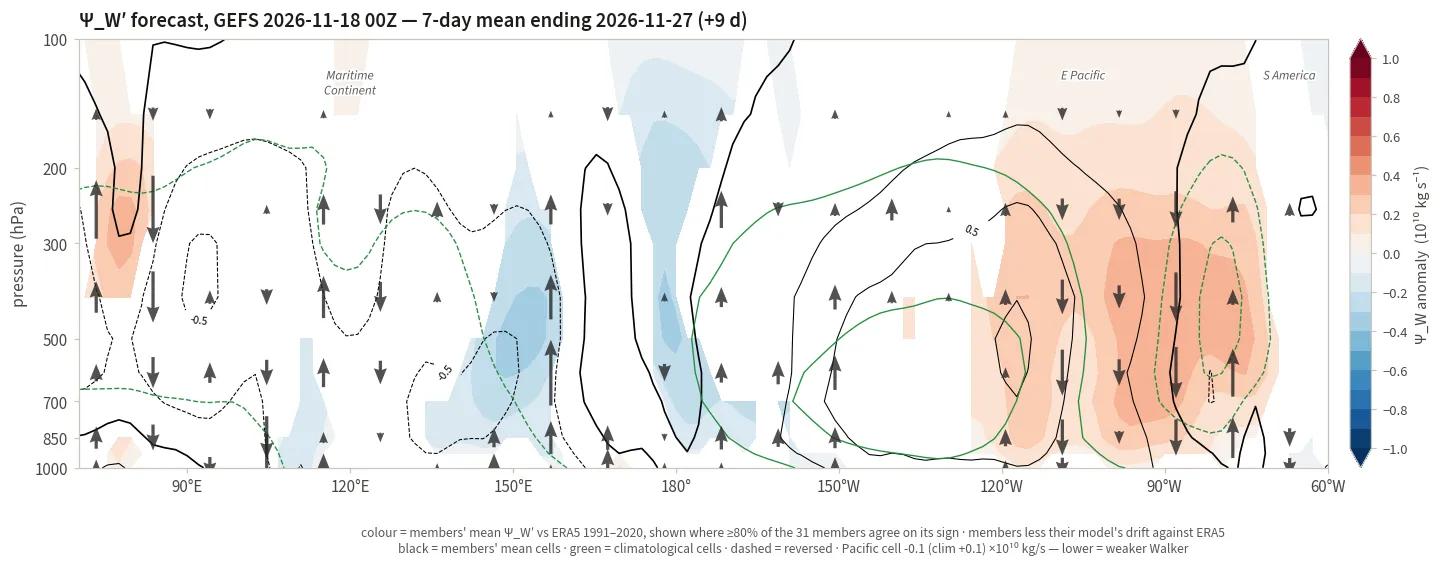 Ψ_W′ forecast, GEFS 2026-11-18 00Z — 7-day mean ending 2026-11-27 (+9 d)
100
200
300
400
500
700
850
1000
pressure (hPa)
Maritime
Continent
E Pacific
S America
-0.5
-0.5
0.5
90°E
120°E
150°E
180°
150°W
120°W
90°W
60°W
1.0
0.8
0.6
0.4
0.2
0.0
−0.2
−0.4
−0.6
−0.8
−1.0
Ψ_W anomaly (10¹⁰ kg s⁻¹)
colour = members' mean Ψ_W′ vs ERA5 1991–2020, shown where ≥80% of the 31 members agree on its sign · members less their model's drift against ERA5
black = members' mean cells · green = climatological cells · dashed = reversed · Pacific cell -0.1 (clim +0.1) ×10¹⁰ kg/s — lower = weaker Walker